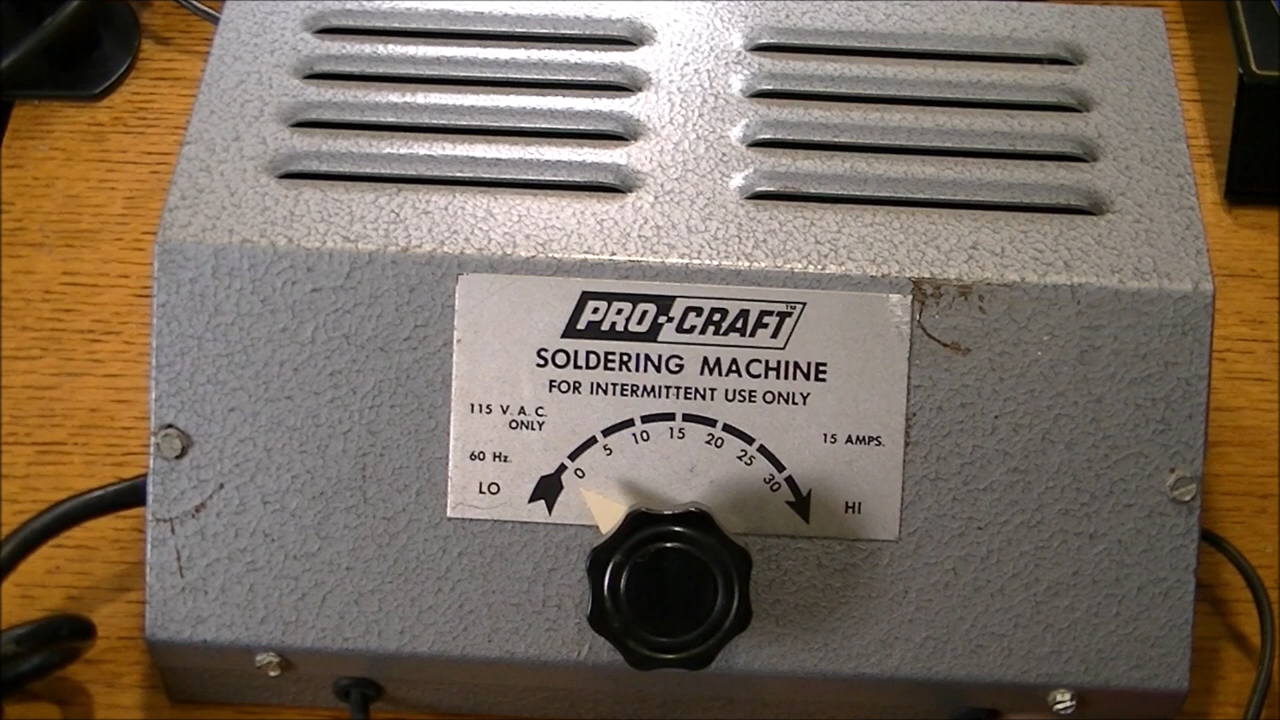 PRO-CRAFT™
SOLDERING MACHINE
FOR INTERMITTENT USE ONLY
115 V. A. C.
ONLY
15 AMPS.
60 Hz.
0 5 10 15 20 25 30
LO
HI